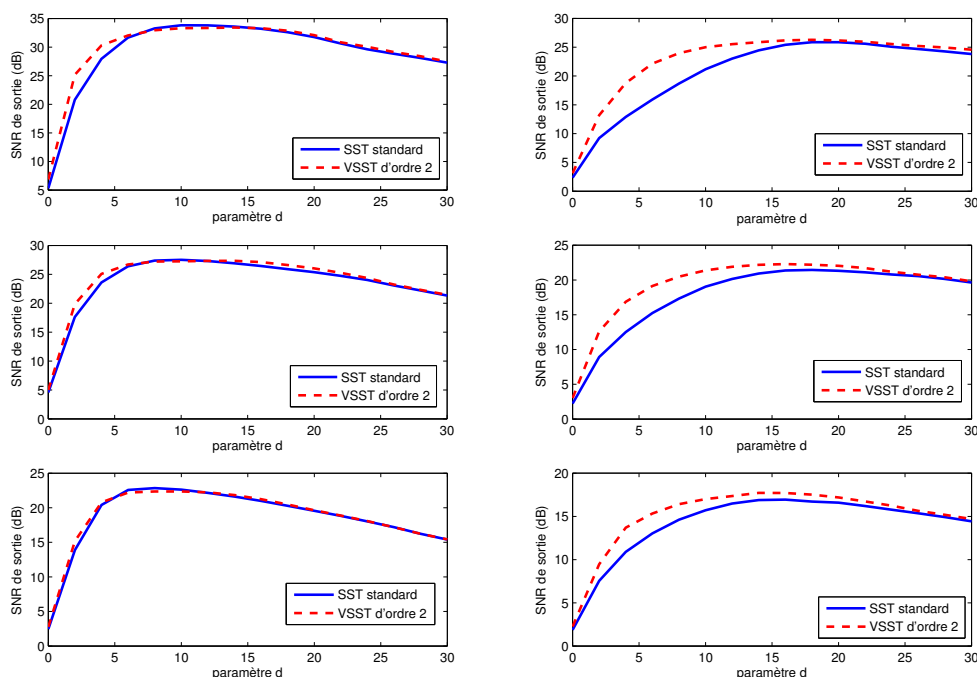 35
30
25
20
15
10
5
SNR de sortie (dB)
0 5 10 15 20 25 30
paramètre d
SST standard
VSST d'ordre 2
30
25
20
15
10
5
0
SNR de sortie (dB)
0 5 10 15 20 25 30
paramètre d
SST standard
VSST d'ordre 2
30
25
20
15
10
5
0
SNR de sortie (dB)
0 5 10 15 20 25 30
paramètre d
SST standard
VSST d'ordre 2
25
20
15
10
5
0
SNR de sortie (dB)
0 5 10 15 20 25 30
paramètre d
SST standard
VSST d'ordre 2
25
20
15
10
5
0
SNR de sortie (dB)
0 5 10 15 20 25 30
paramètre d
SST standard
VSST d'ordre 2
20
15
10
5
0
SNR de sortie (dB)
0 5 10 15 20 25 30
paramètre d
SST standard
VSST d'ordre 2